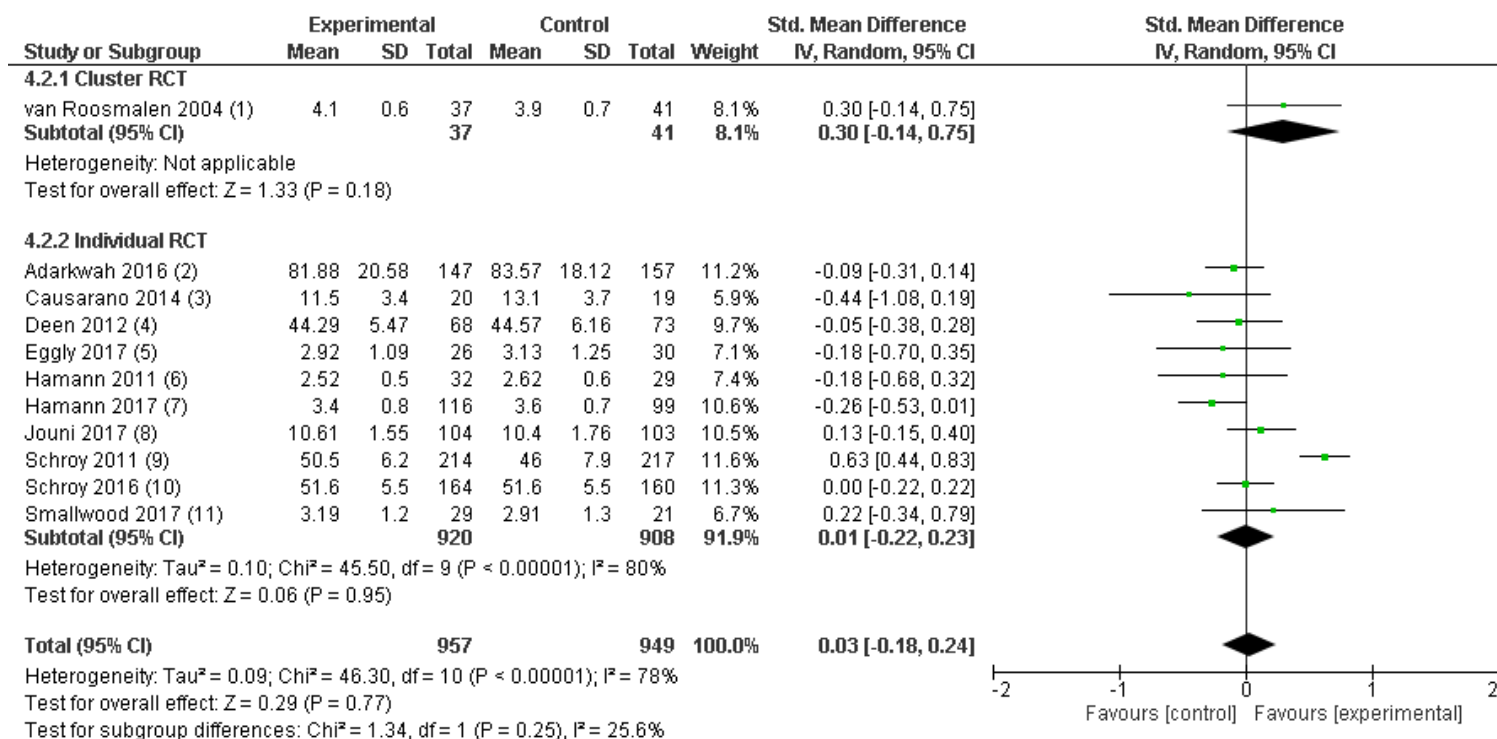 Experimental Control Std. Mean Difference Std. Mean Difference
Study or Subgroup Mean SD Total Mean SD Total Weight IV, Random, 95% CI IV, Random, 95% CI
4.2.1 Cluster RCT
van Roosmalen 2004 (1) 4.1 0.6 37 3.9 0.7 41 8.1% 0.30 [-0.14, 0.75]
Subtotal (95% CI) 37 41 8.1% 0.30 [-0.14, 0.75]
Heterogeneity: Not applicable
Test for overall effect: Z = 1.33 (P = 0.18)
4.2.2 Individual RCT
Adarkwah 2016 (2) 81.88 20.58 147 83.57 18.12 157 11.2% -0.09 [-0.31, 0.14]
Causarano 2014 (3) 11.5 3.4 20 13.1 3.7 19 5.9% -0.44 [-1.08, 0.19]
Deen 2012 (4) 44.29 5.47 68 44.57 6.16 73 9.7% -0.05 [-0.38, 0.28]
Eggly 2017 (5) 2.92 1.09 26 3.13 1.25 30 7.1% -0.18 [-0.70, 0.35]
Hamann 2011 (6) 2.52 0.5 32 2.62 0.6 29 7.4% -0.18 [-0.68, 0.32]
Hamann 2017 (7) 3.4 0.8 116 3.6 0.7 99 10.6% -0.26 [-0.53, 0.01]
Jouni 2017 (8) 10.61 1.55 104 10.4 1.76 103 10.5% 0.13 [-0.15, 0.40]
Schroy 2011 (9) 50.5 6.2 214 46 7.9 217 11.6% 0.63 [0.44, 0.83]
Schroy 2016 (10) 51.6 5.5 164 51.6 5.5 160 11.3% 0.00 [-0.22, 0.22]
Smallwood 2017 (11) 3.19 1.2 29 2.91 1.3 21 6.7% 0.22 [-0.34, 0.79]
Subtotal (95% CI) 920 908 91.9% 0.01 [-0.22, 0.23]
Heterogeneity: Tau² = 0.10; Chi² = 45.50, df = 9 (P < 0.00001); I² = 80%
Test for overall effect: Z = 0.06 (P = 0.95)
Total (95% CI) 957 949 100.0% 0.03 [-0.18, 0.24]
Heterogeneity: Tau² = 0.09; Chi² = 46.30, df = 10 (P < 0.00001); I² = 78%
Test for overall effect: Z = 0.29 (P = 0.77)
Test for subgroup differences: Chi² = 1.34, df = 1 (P = 0.25), I² = 25.6%
-2 -1 0 1 2
Favours [control] Favours [experimental]